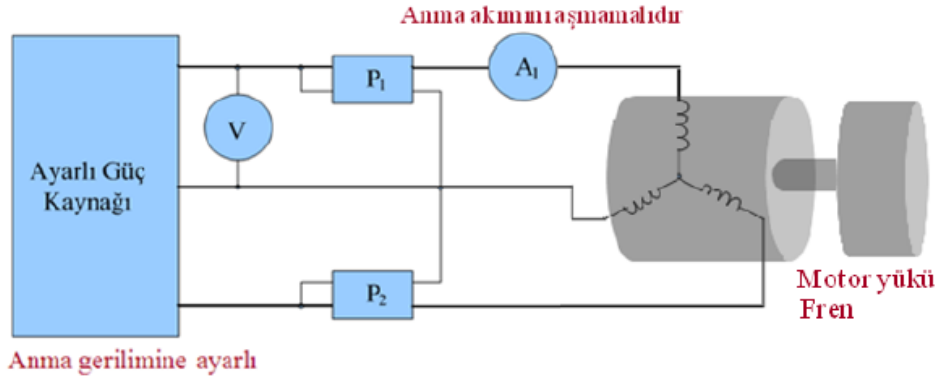 Anma akımını aşmamalıdır
P1
A1
V
Ayarlı Güç
Kaynağı
P2
Motor yükü
Fren
Anma gerilimine ayarlı